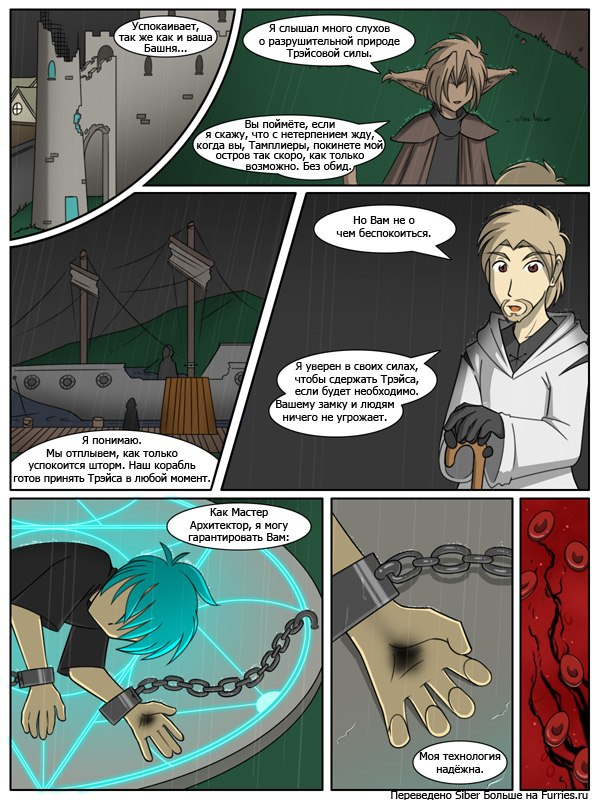 Успокаивает,
так же как и ваша
Башня...
Я слышал много слухов
о разрушительной природе
Трэйсовой силы.
Вы поймёте, если
я скажу, что с нетерпением жду,
когда вы, Тамплиеры, покинете мой
остров так скоро, как только
возможно. Без обид.
Но Вам не о
чем беспокоиться.
Я уверен в своих силах,
чтобы сдержать Трэйса,
если будет необходимо.
Вашему замку и людям
ничего не угрожает.
Я понимаю.
Мы отплывем, как только
успокоится шторм. Наш корабль
готов принять Трэйса в любой момент.
Как Мастер
Архитектор, я могу
гарантировать Вам:
Моя технология
надёжна.
Переведено Siber Больше на Furries.ru